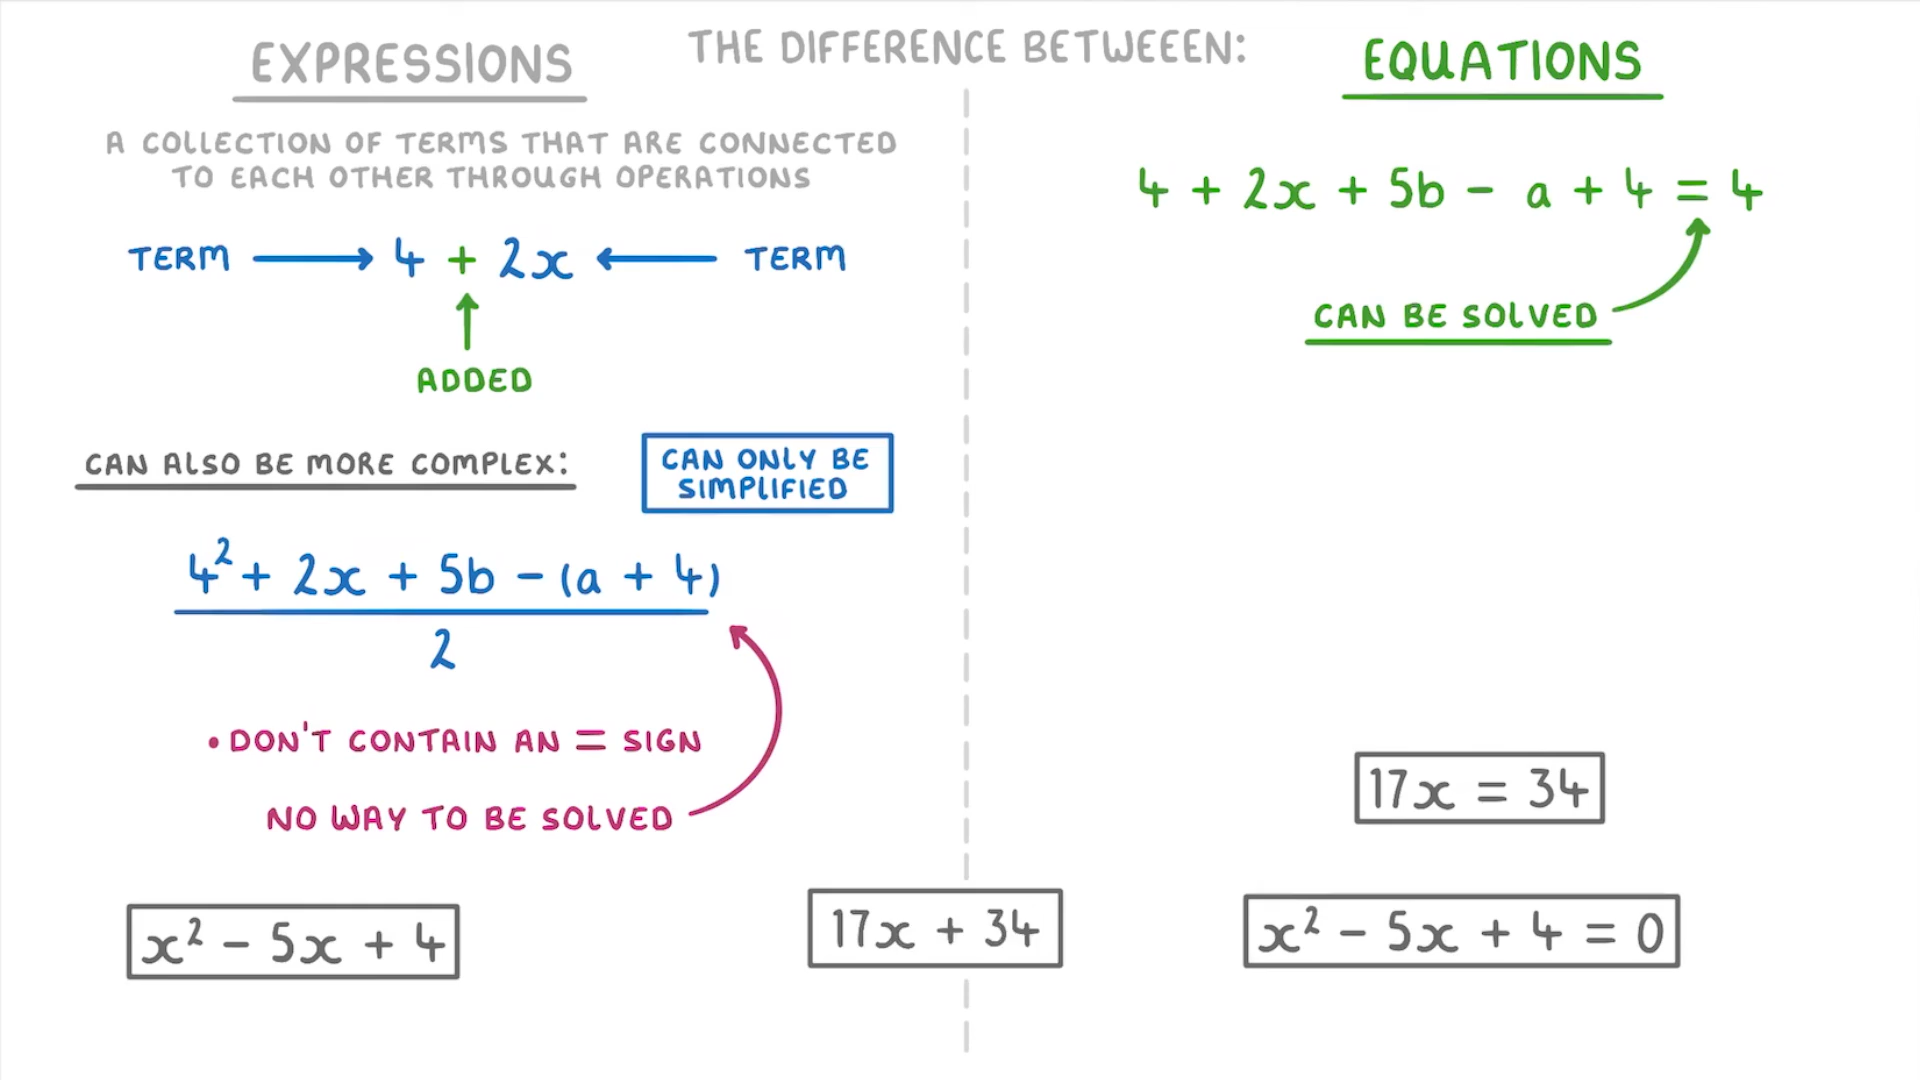 THE DIFFERENCE BETWEEEN:
EXPRESSIONS
A COLLECTION OF TERMS THAT ARE CONNECTED
TO EACH OTHER THROUGH OPERATIONS
TERM → 4 + 2x ← TERM
ADDED
CAN ALSO BE MORE COMPLEX:
CAN ONLY BE
SIMPLIFIED
4² + 2x + 5b - (a + 4)
2
• DON'T CONTAIN AN = SIGN
NO WAY TO BE SOLVED
x² - 5x + 4
17x + 34
EQUATIONS
4 + 2x + 5b - a + 4 = 4
CAN BE SOLVED
17x = 34
x² - 5x + 4 = 0